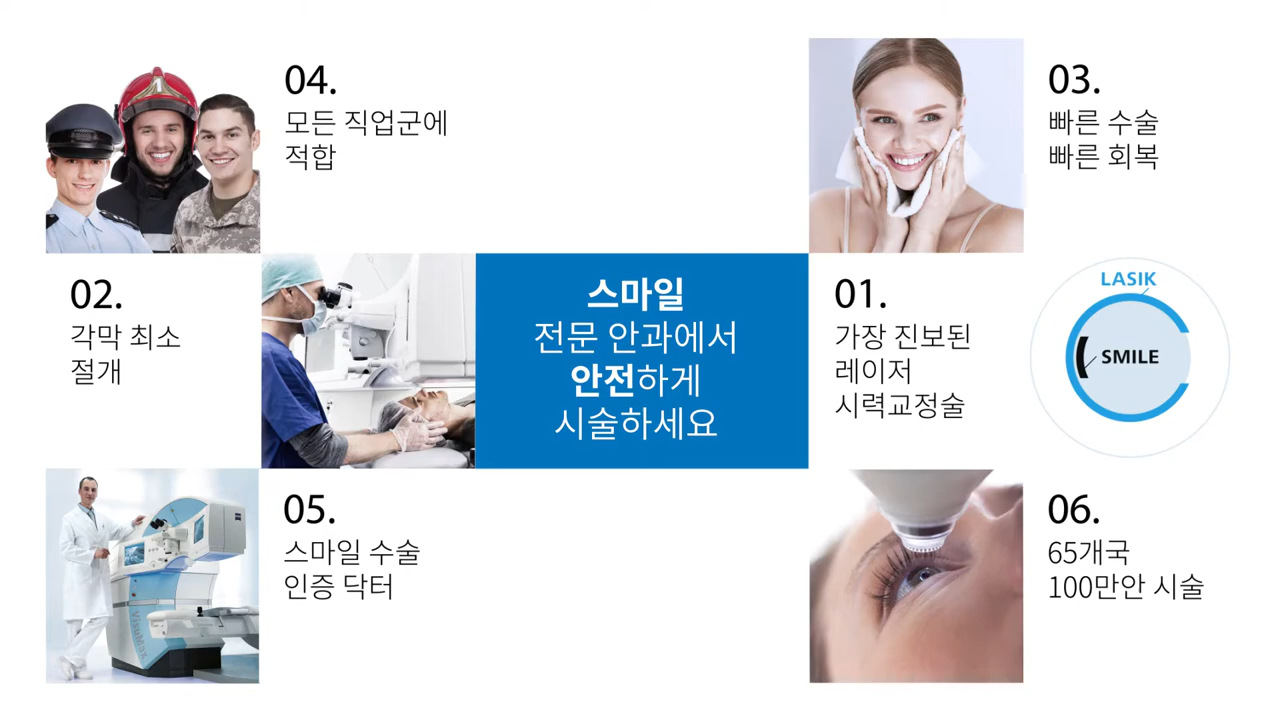 04.
모든 직업군에
적합
03.
빠른 수술
빠른 회복
02.
각막 최소
절개
스마일
전문 안과에서
안전하게
시술하세요
01.
가장 진보된
레이저
시력교정술
LASIK
SMILE
05.
스마일 수술
인증 닥터
06.
65개국
100만안 시술
1
VisuMax
ZEISS